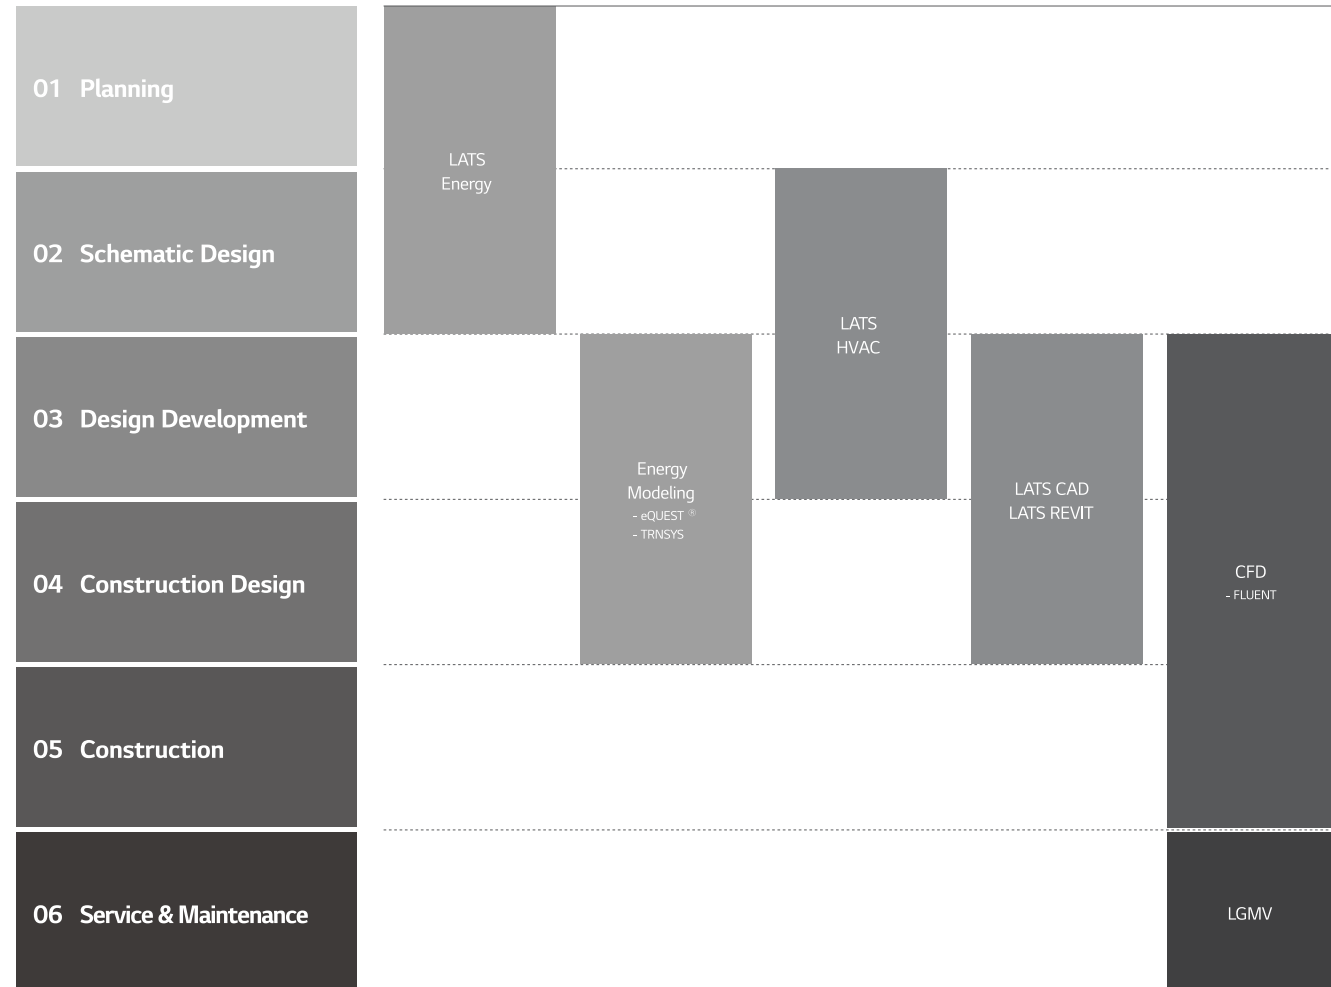 01 Planning
02 Schematic Design
03 Design Development
04 Construction Design
05 Construction
06 Service & Maintenance
LATS
Energy
Energy
Modeling
- eQUEST ®
- TRNSYS
LATS
HVAC
LATS CAD
LATS REVIT
CFD
- FLUENT
LGMV